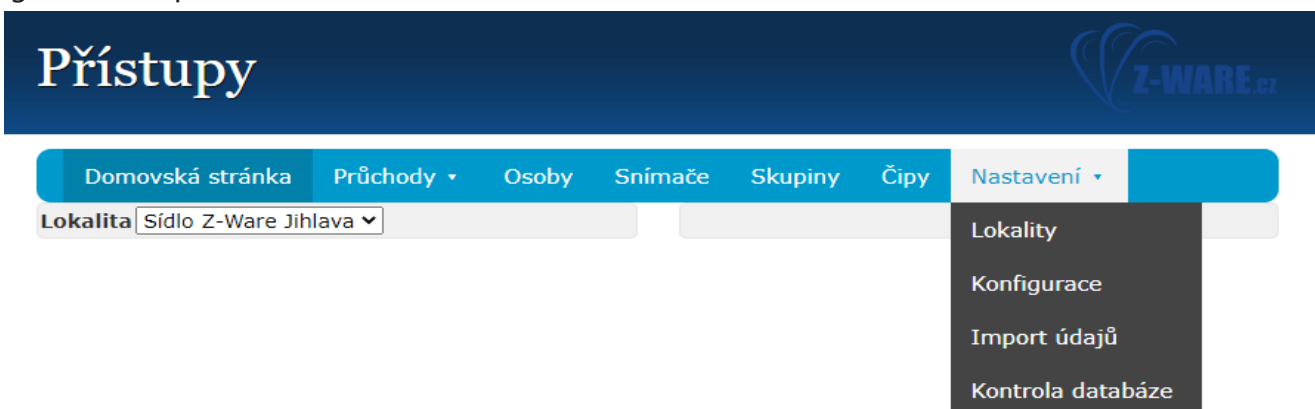 Přístupy
Z-WARE.cz
Domovská stránka Průchody Osoby Snímače Skupiny Čipy Nastavení
Lokalita Sídlo Z-Ware Jihlava
Lokality
Konfigurace
Import údajů
Kontrola databáze